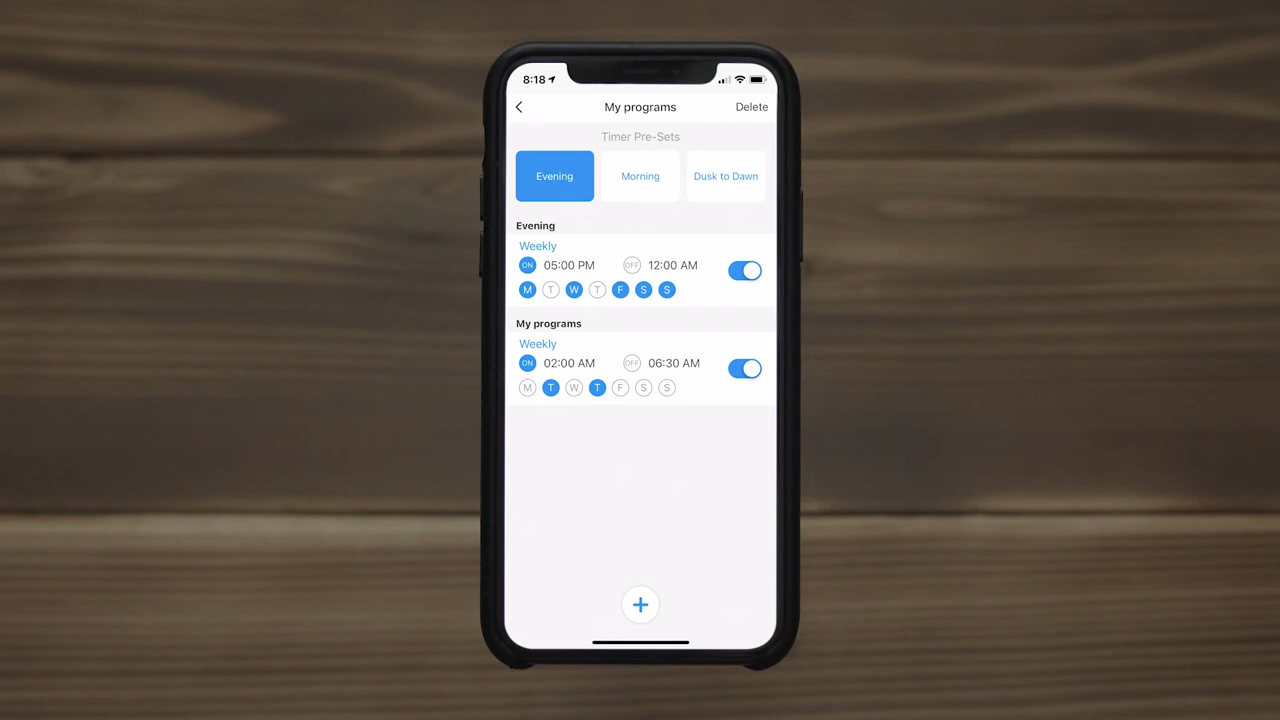 8:18
My programs Delete
Timer Pre-Sets
Evening Morning Dusk to Dawn
Evening
Weekly
ON 05:00 PM OFF 12:00 AM
M T W T F S S
My programs
Weekly
ON 02:00 AM OFF 06:30 AM
M T W T F S S